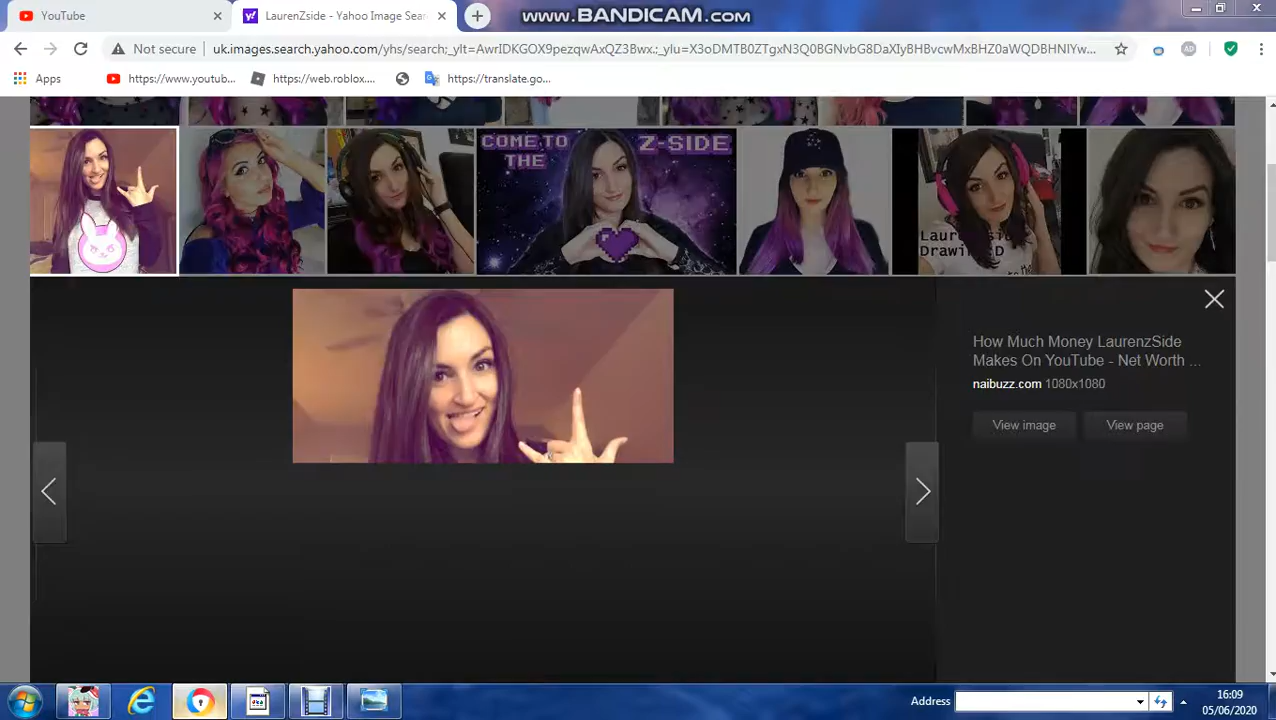 YouTube
LaurenZside - Yahoo Image Sear
www.BANDICAM.com
Not secure
uk.images.search.yahoo.com/yhs/search;_ylt=AwrIDKGOX9pezqwAxQZ3Bwx.;_ylu=X3oDMTB0ZTgxN3Q0BGNvbG8DaXIyBHBvcwMxBHZ0aWQDBHNlYw...
AD
Apps
https://www.youtub...
https://web.roblox....
https://translate.go...
COME TO
THE
Z-SIDE
How Much Money LaurenzSide
Makes On YouTube - Net Worth ...
naibuzz.com 1080x1080
View image
View page
Address
16:09
05/06/2020